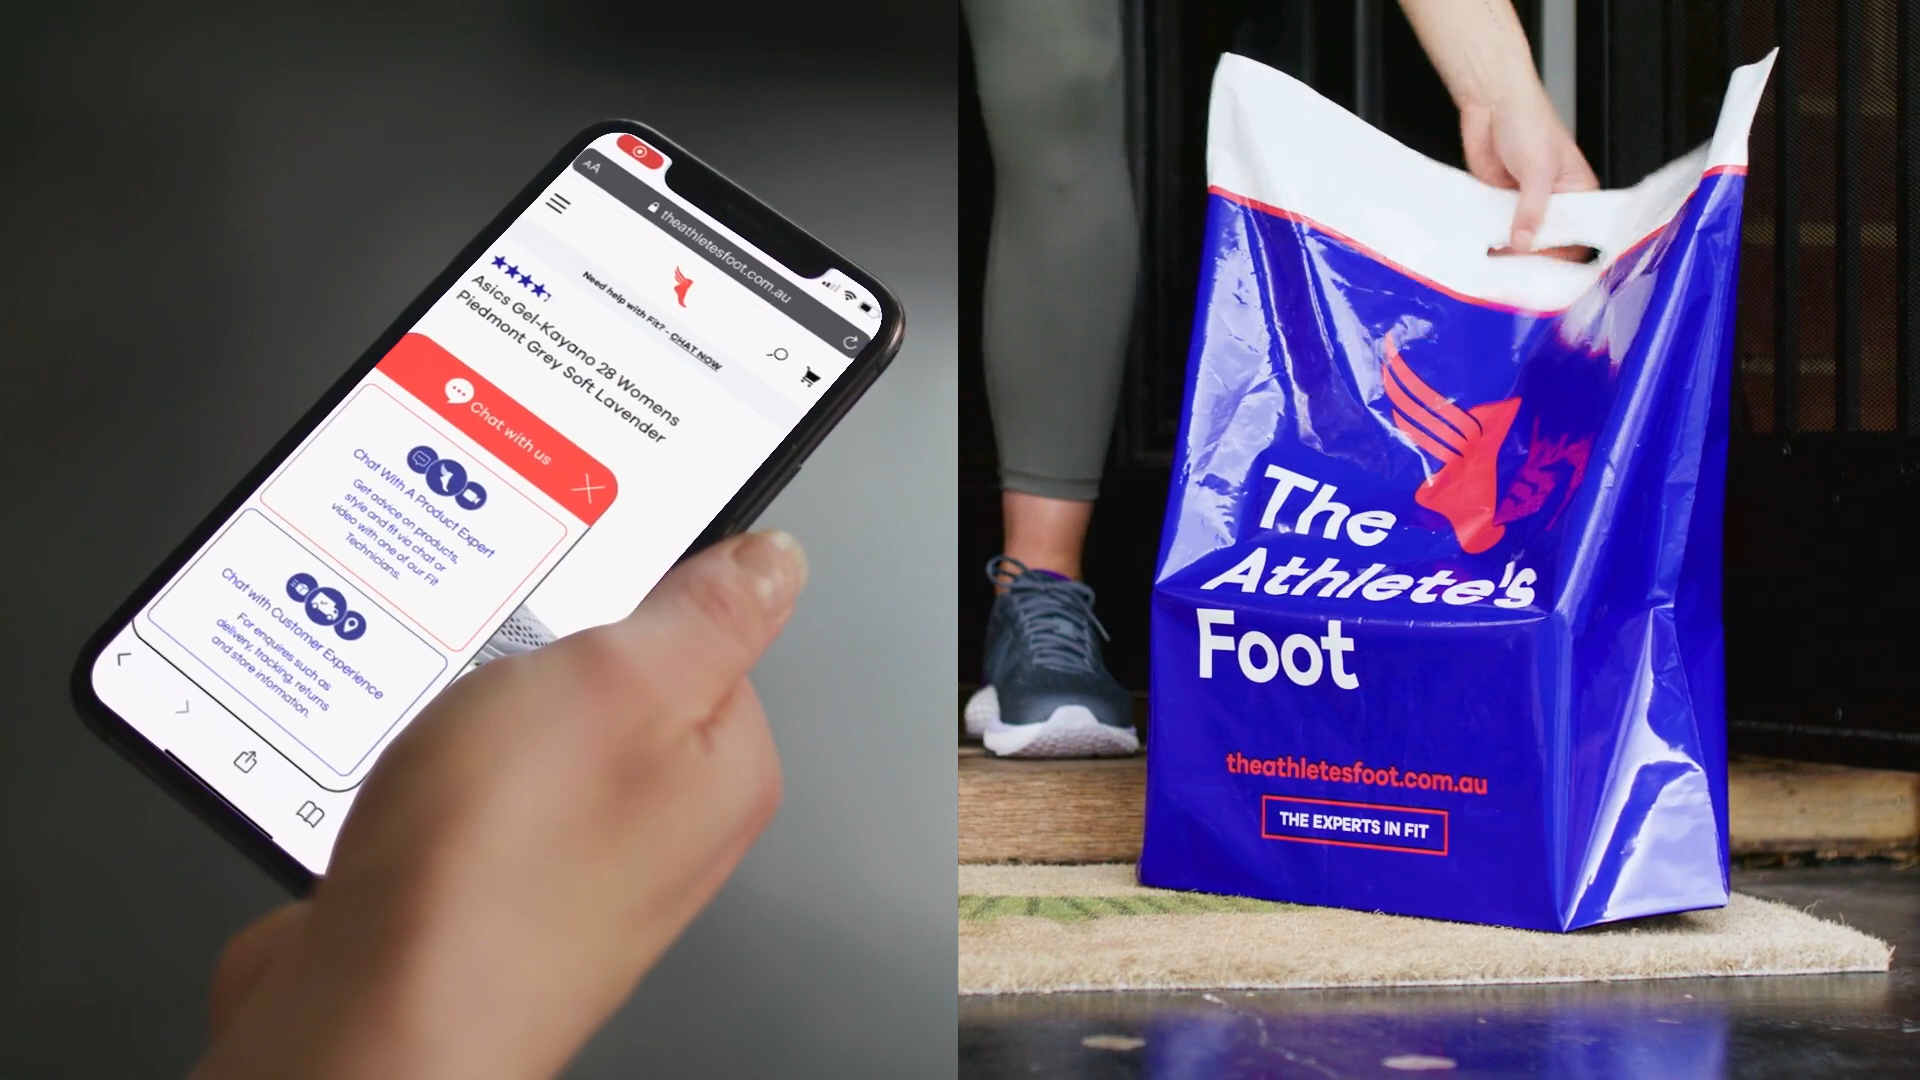 AA
theathletesfoot.com.au
Need help with Fit? - CHAT NOW
Asics Gel-Kayano 28 Womens
Piedmont Grey Soft Lavender
Chat with us
Chat With A Product Expert
Get advice on products,
style and fit via chat or
video with one of our Fit
Technicians.
Chat with Customer Experience
For enquires such as
delivery, tracking, returns
and store information.
The
Athlete's
Foot
theathletesfoot.com.au
THE EXPERTS IN FIT